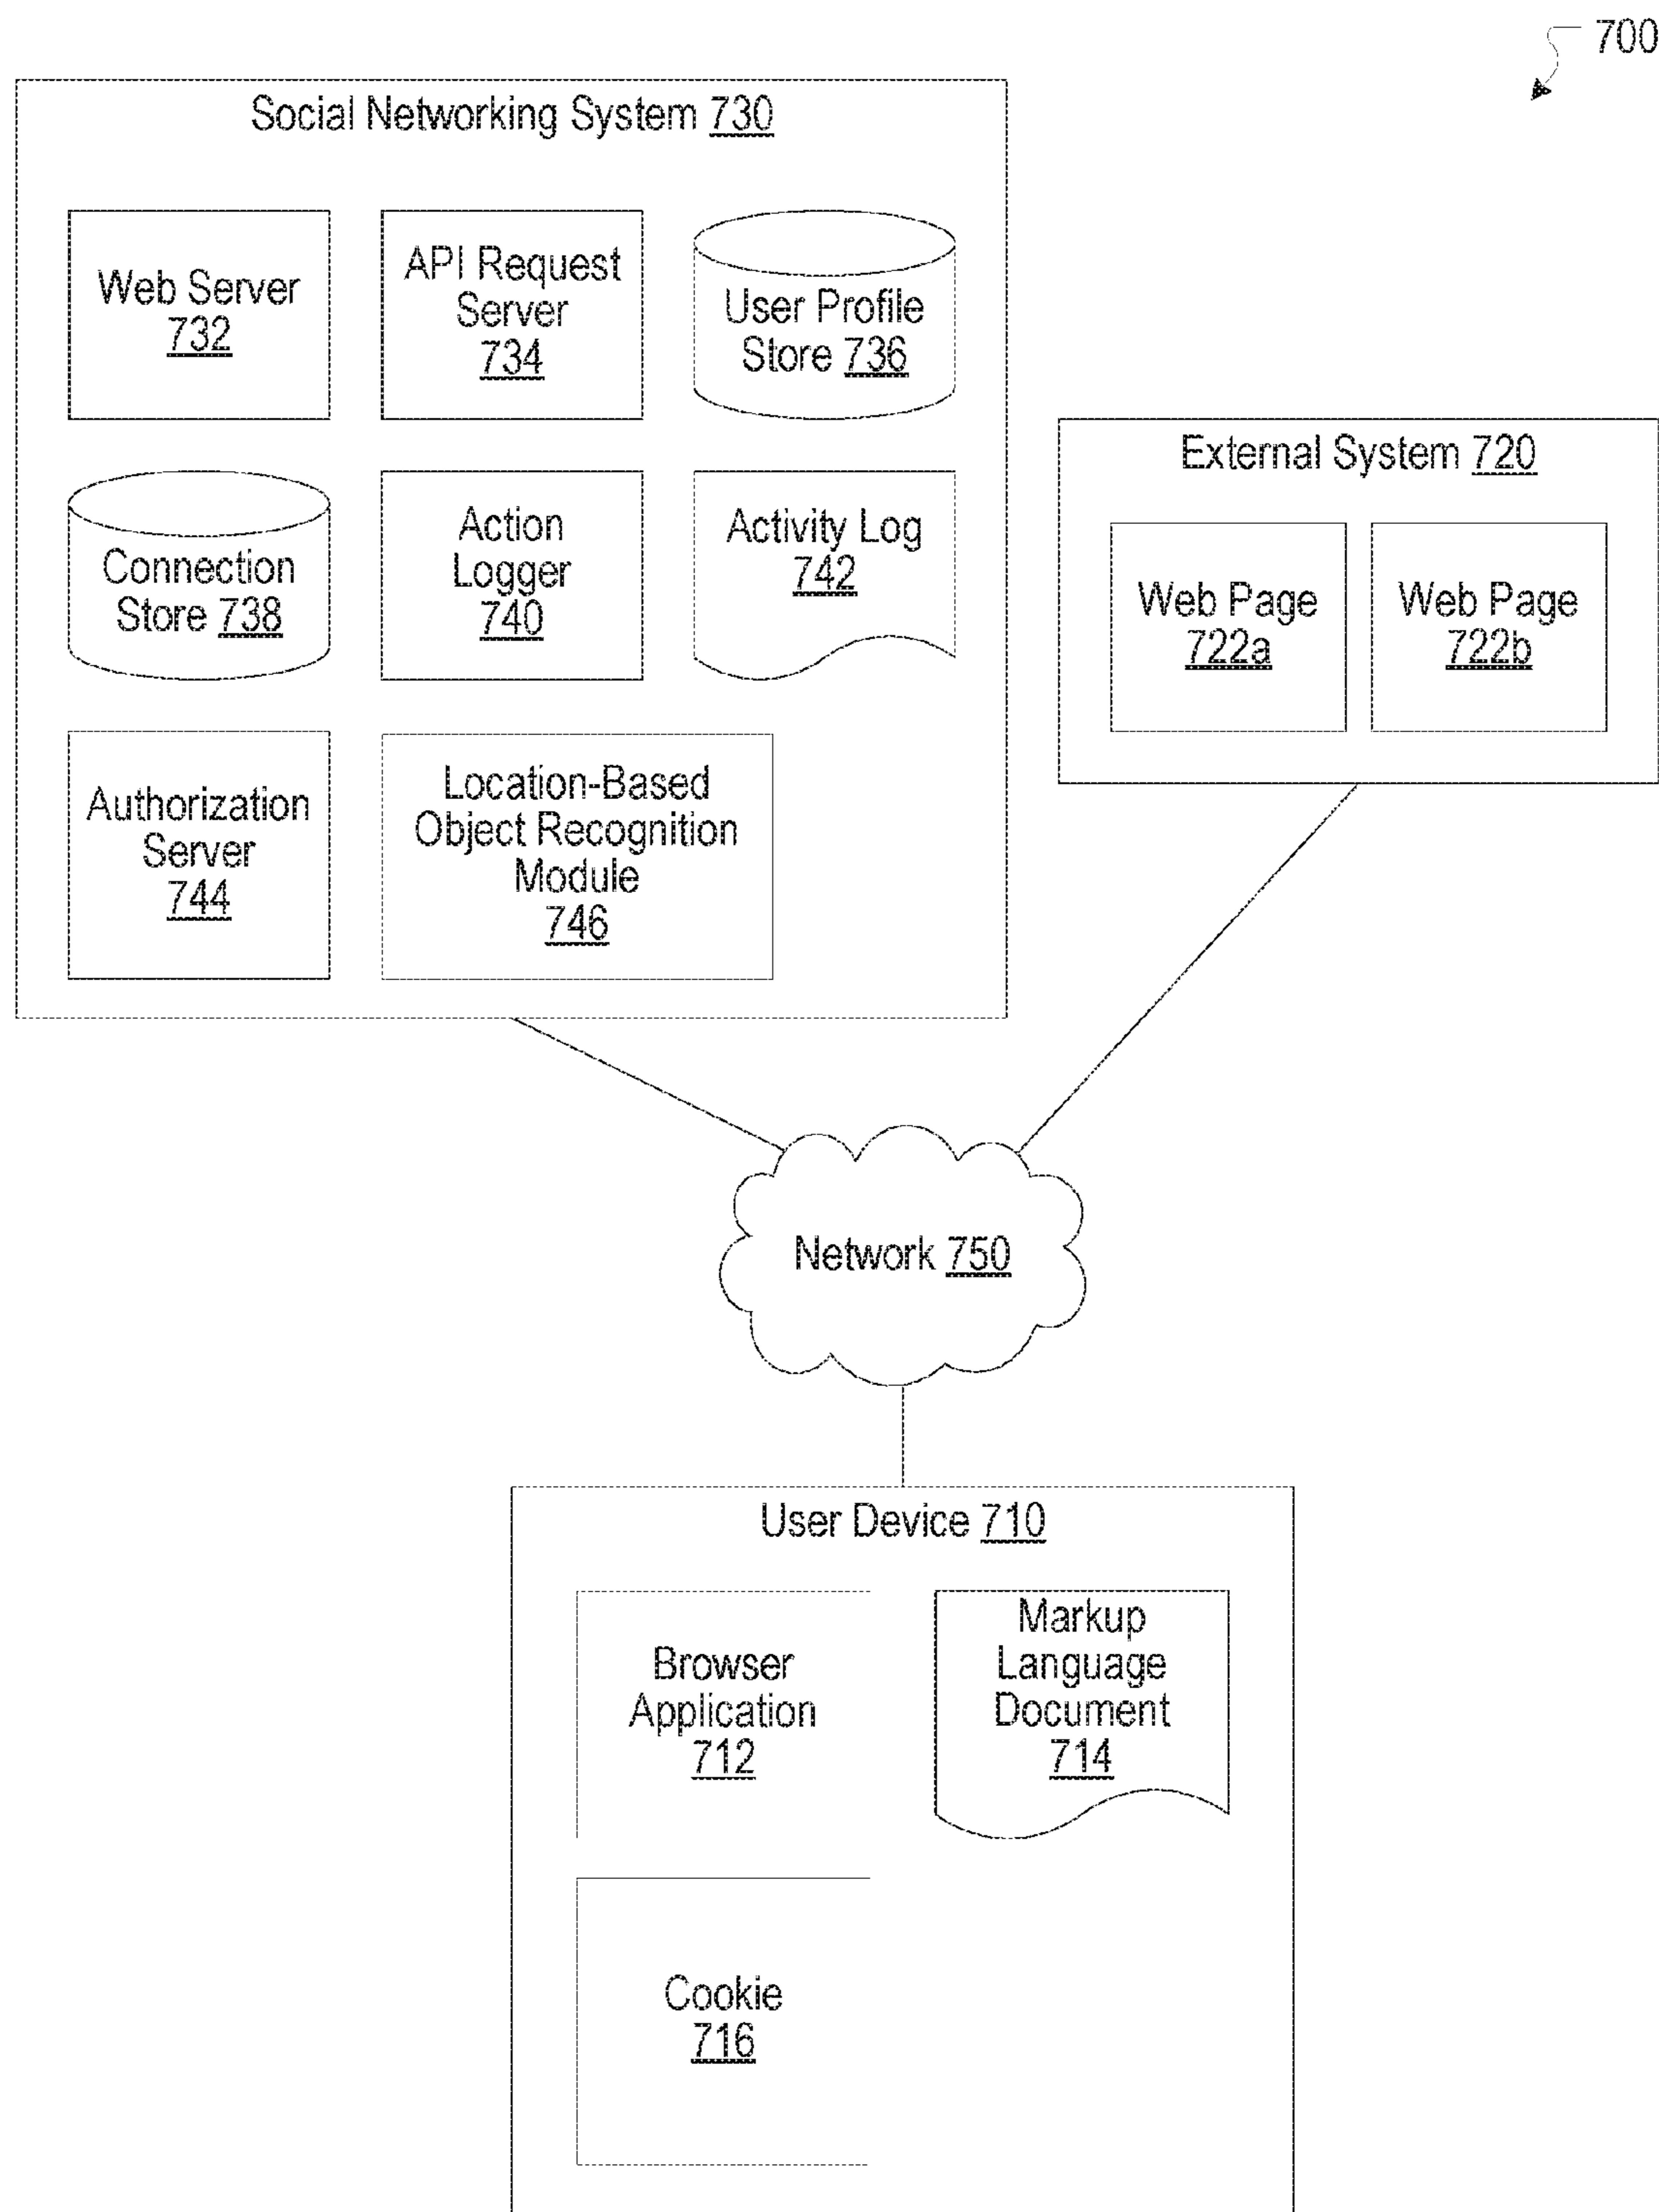 700
Social Networking System 730
Web Server
732
API Request
Server
734
User Profile
Store 736
Connection
Store 738
Action
Logger
740
Activity Log
742
Authorization
Server
744
Location-Based
Object Recognition
Module
746
External System 720
Web Page
722a
Web Page
722b
Network 750
User Device 710
Browser
Application
712
Markup
Language
Document
714
Cookie
716